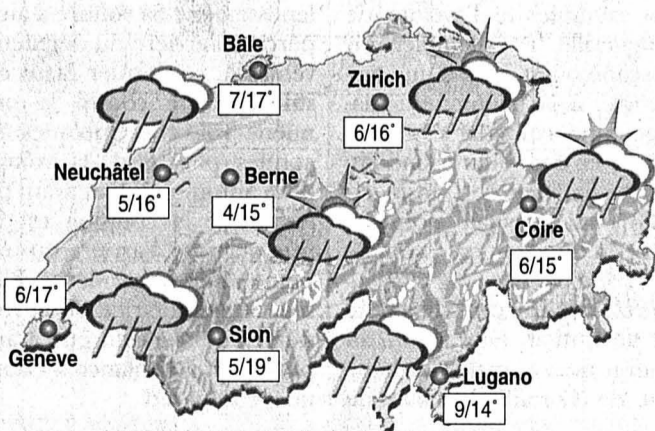 Bâle
7/17°
Zurich
6/16°
Neuchâtel
5/16°
Berne
4/15°
Coire
6/15°
6/17°
Genève
Sion
5/19°
Lugano
9/14°